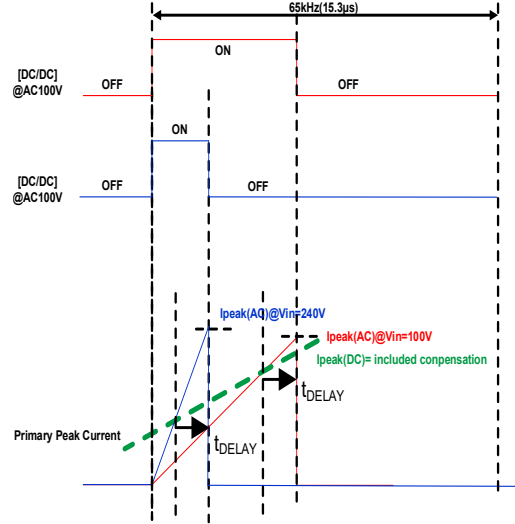 65kHz(15.3μs)
ON
[DC/DC]
@AC100V
OFF
OFF
ON
[DC/DC]
@AC100V
OFF
OFF
Ipeak(AC)@Vin=240V
Ipeak(AC)@Vin=100V
Ipeak(DC)= included compensation
tDELAY
Primary Peak Current
tDELAY